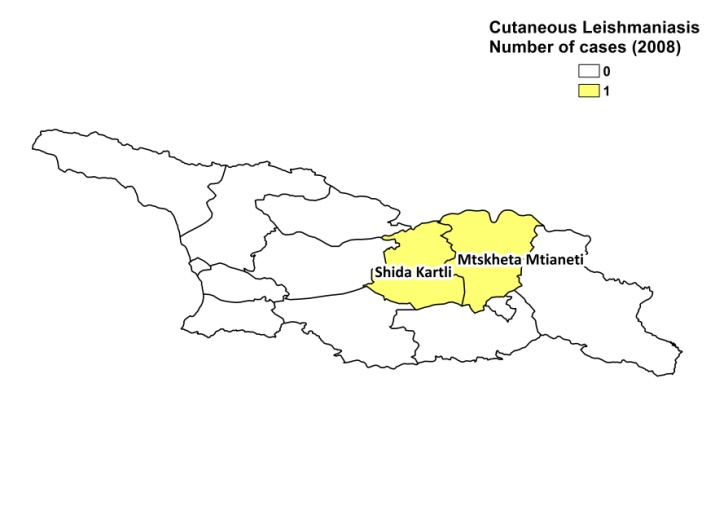 Cutaneous Leishmaniasis
Number of cases (2008)
0
1
Mtskheta Mtianeti
Shida Kartli